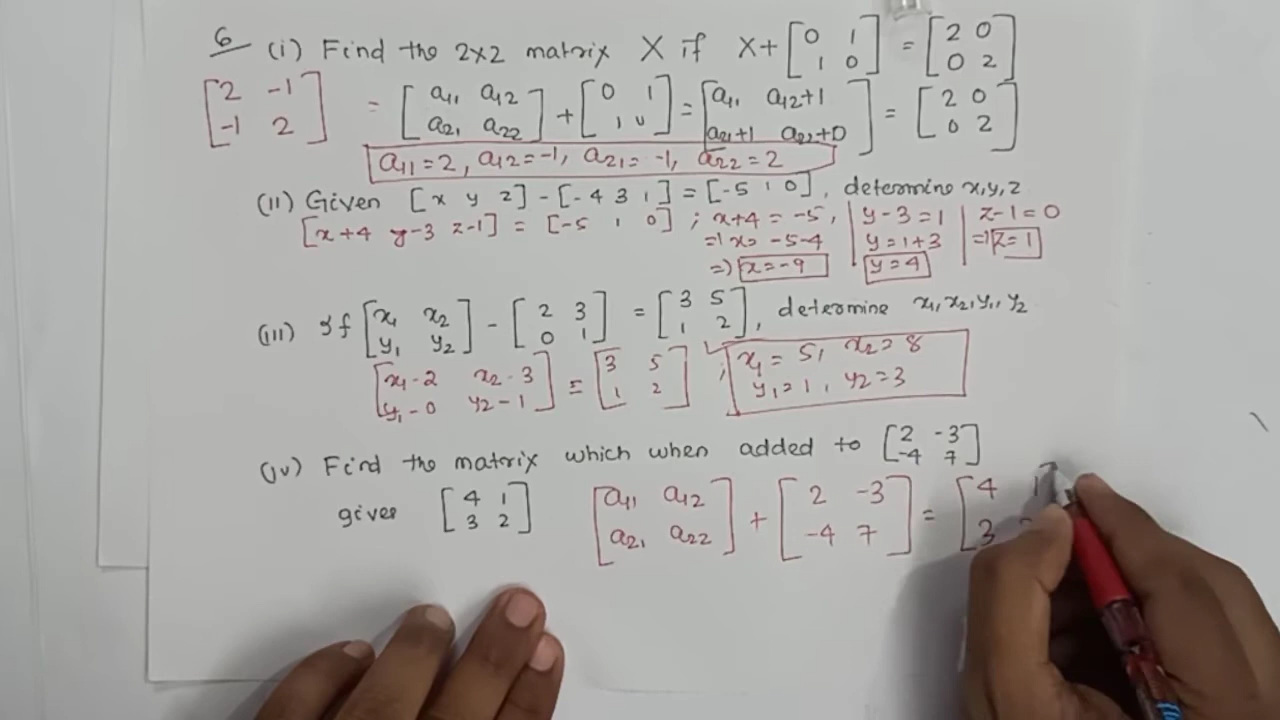 6 (i) Find the 2×2 matrix X if X + [0 1; 1 0] = [2 0; 0 2]
[2 -1; -1 2] = [a11 a12; a21 a22] + [0 1; 1 0] = [a11 a12+1; a21+1 a22+0] = [2 0; 0 2]
a11 = 2, a12 = -1, a21 = -1, a22 = 2
(ii) Given [x y z] - [-4 3 1] = [-5 1 0], determine x, y, z
[x+4 y-3 z-1] = [-5 1 0] ; x+4 = -5, | y-3 = 1 | z-1 = 0
=) x = -5-4 | y = 1+3 | =) z = 1
=) x = -9 | y = 4
(iii) If [x1 x2; y1 y2] - [2 3; 0 1] = [3 5; 1 2], determine x1, x2, y1, y2
[x1-2 x2-3; y1-0 y2-1] = [3 5; 1 2] ; x1 = 5, x2 = 8
y1 = 1, y2 = 3
(iv) Find the matrix which when added to [2 -3; -4 7]
gives [4 1; 3 2] [a11 a12; a21 a22] + [2 -3; -4 7] = [4 1; 3